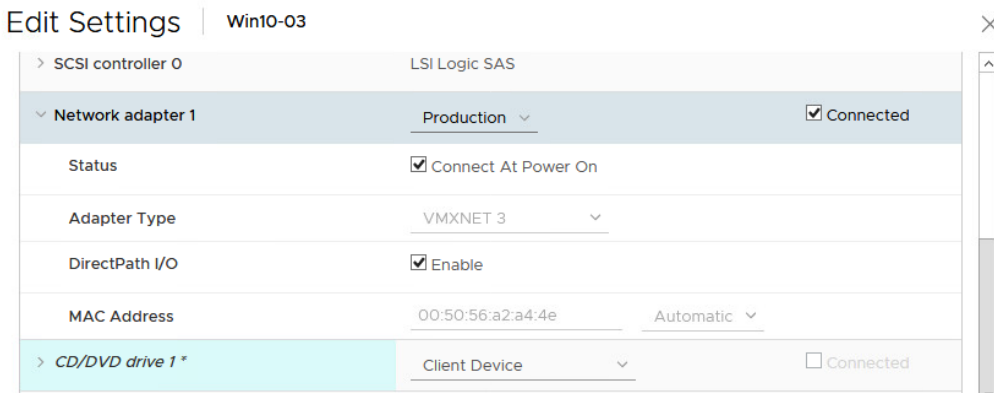 Edit Settings Win10-03
SCSI controller 0 LSI Logic SAS
Network adapter 1 Production Connected
Status Connect At Power On
Adapter Type VMXNET 3
DirectPath I/O Enable
MAC Address 00:50:56:a2:a4:4e Automatic
CD/DVD drive 1 * Client Device Connected